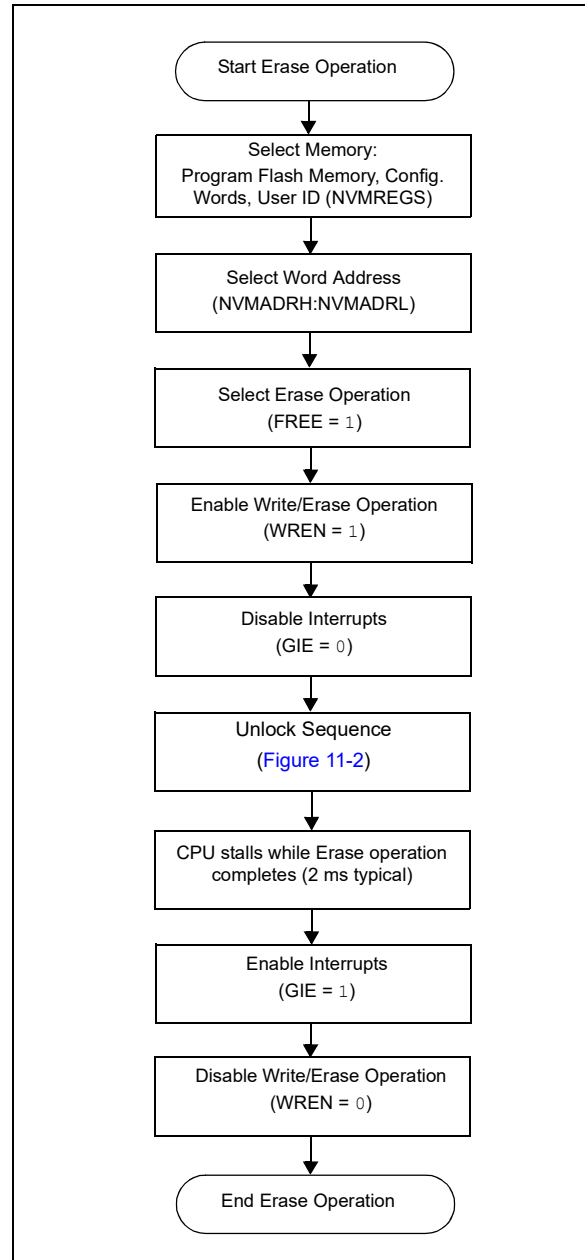 Start Erase Operation
Select Memory:
Program Flash Memory, Config.
Words, User ID (NVMREGS)
Select Word Address
(NVMADRH:NVMADRL)
Select Erase Operation
(FREE = 1)
Enable Write/Erase Operation
(WREN = 1)
Disable Interrupts
(GIE = 0)
Unlock Sequence
(Figure 11-2)
CPU stalls while Erase operation
completes (2 ms typical)
Enable Interrupts
(GIE = 1)
Disable Write/Erase Operation
(WREN = 0)
End Erase Operation